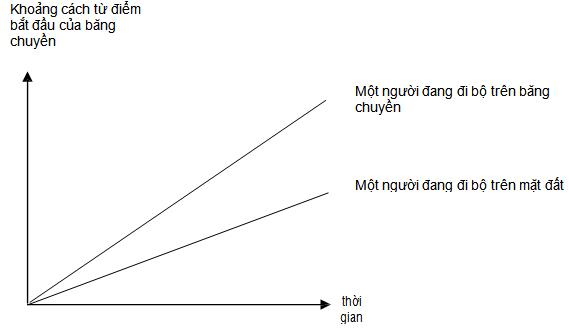 Khoảng cách từ điểm
bắt đầu của băng
chuyền
Một người đang đi bộ trên băng
chuyền
Một người đang đi bộ trên mặt đất
thời
gian